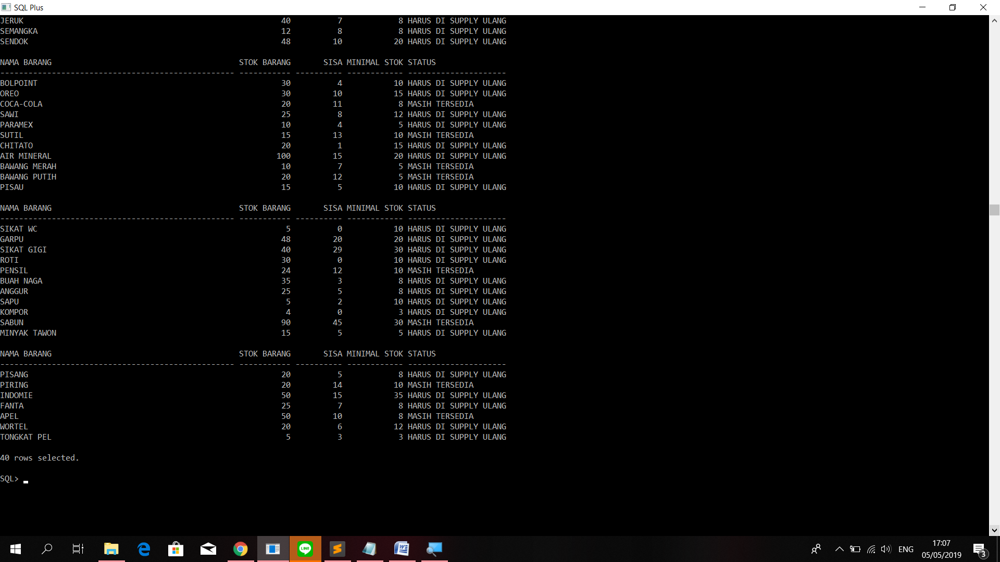 SQL Plus
JERUK 40 7 8 HARUS DI SUPPLY ULANG
SEMANGKA 12 8 8 HARUS DI SUPPLY ULANG
SENDOK 48 10 20 HARUS DI SUPPLY ULANG
NAMA BARANG STOK BARANG SISA MINIMAL STOK STATUS
-------------------------------------------------- ----------- ---------- ------------ ---------------------
BOLPOINT 30 4 10 HARUS DI SUPPLY ULANG
OREO 30 10 15 HARUS DI SUPPLY ULANG
COCA-COLA 20 11 8 MASIH TERSEDIA
SAWI 25 8 12 HARUS DI SUPPLY ULANG
PARAMEX 10 4 5 HARUS DI SUPPLY ULANG
SUTIL 15 13 10 MASIH TERSEDIA
CHITATO 20 1 15 HARUS DI SUPPLY ULANG
AIR MINERAL 100 15 20 HARUS DI SUPPLY ULANG
BAWANG MERAH 10 7 5 MASIH TERSEDIA
BAWANG PUTIH 20 12 5 MASIH TERSEDIA
PISAU 15 5 10 HARUS DI SUPPLY ULANG
NAMA BARANG STOK BARANG SISA MINIMAL STOK STATUS
-------------------------------------------------- ----------- ---------- ------------ ---------------------
SIKAT WC 5 0 10 HARUS DI SUPPLY ULANG
GARPU 48 20 20 HARUS DI SUPPLY ULANG
SIKAT GIGI 40 29 30 HARUS DI SUPPLY ULANG
ROTI 30 0 10 HARUS DI SUPPLY ULANG
PENSIL 24 12 10 MASIH TERSEDIA
BUAH NAGA 35 3 8 HARUS DI SUPPLY ULANG
ANGGUR 25 5 8 HARUS DI SUPPLY ULANG
SAPU 5 2 10 HARUS DI SUPPLY ULANG
KOMPOR 4 0 3 HARUS DI SUPPLY ULANG
SABUN 90 45 30 MASIH TERSEDIA
MINYAK TAWON 15 5 5 HARUS DI SUPPLY ULANG
NAMA BARANG STOK BARANG SISA MINIMAL STOK STATUS
-------------------------------------------------- ----------- ---------- ------------ ---------------------
PISANG 20 5 8 HARUS DI SUPPLY ULANG
PIRING 20 14 10 MASIH TERSEDIA
INDOMIE 50 15 35 HARUS DI SUPPLY ULANG
FANTA 25 7 8 HARUS DI SUPPLY ULANG
APEL 50 10 8 MASIH TERSEDIA
WORTEL 20 6 12 HARUS DI SUPPLY ULANG
TONGKAT PEL 5 3 3 HARUS DI SUPPLY ULANG
40 rows selected.
SQL>
LINE
ENG
17:07
05/05/2019
3